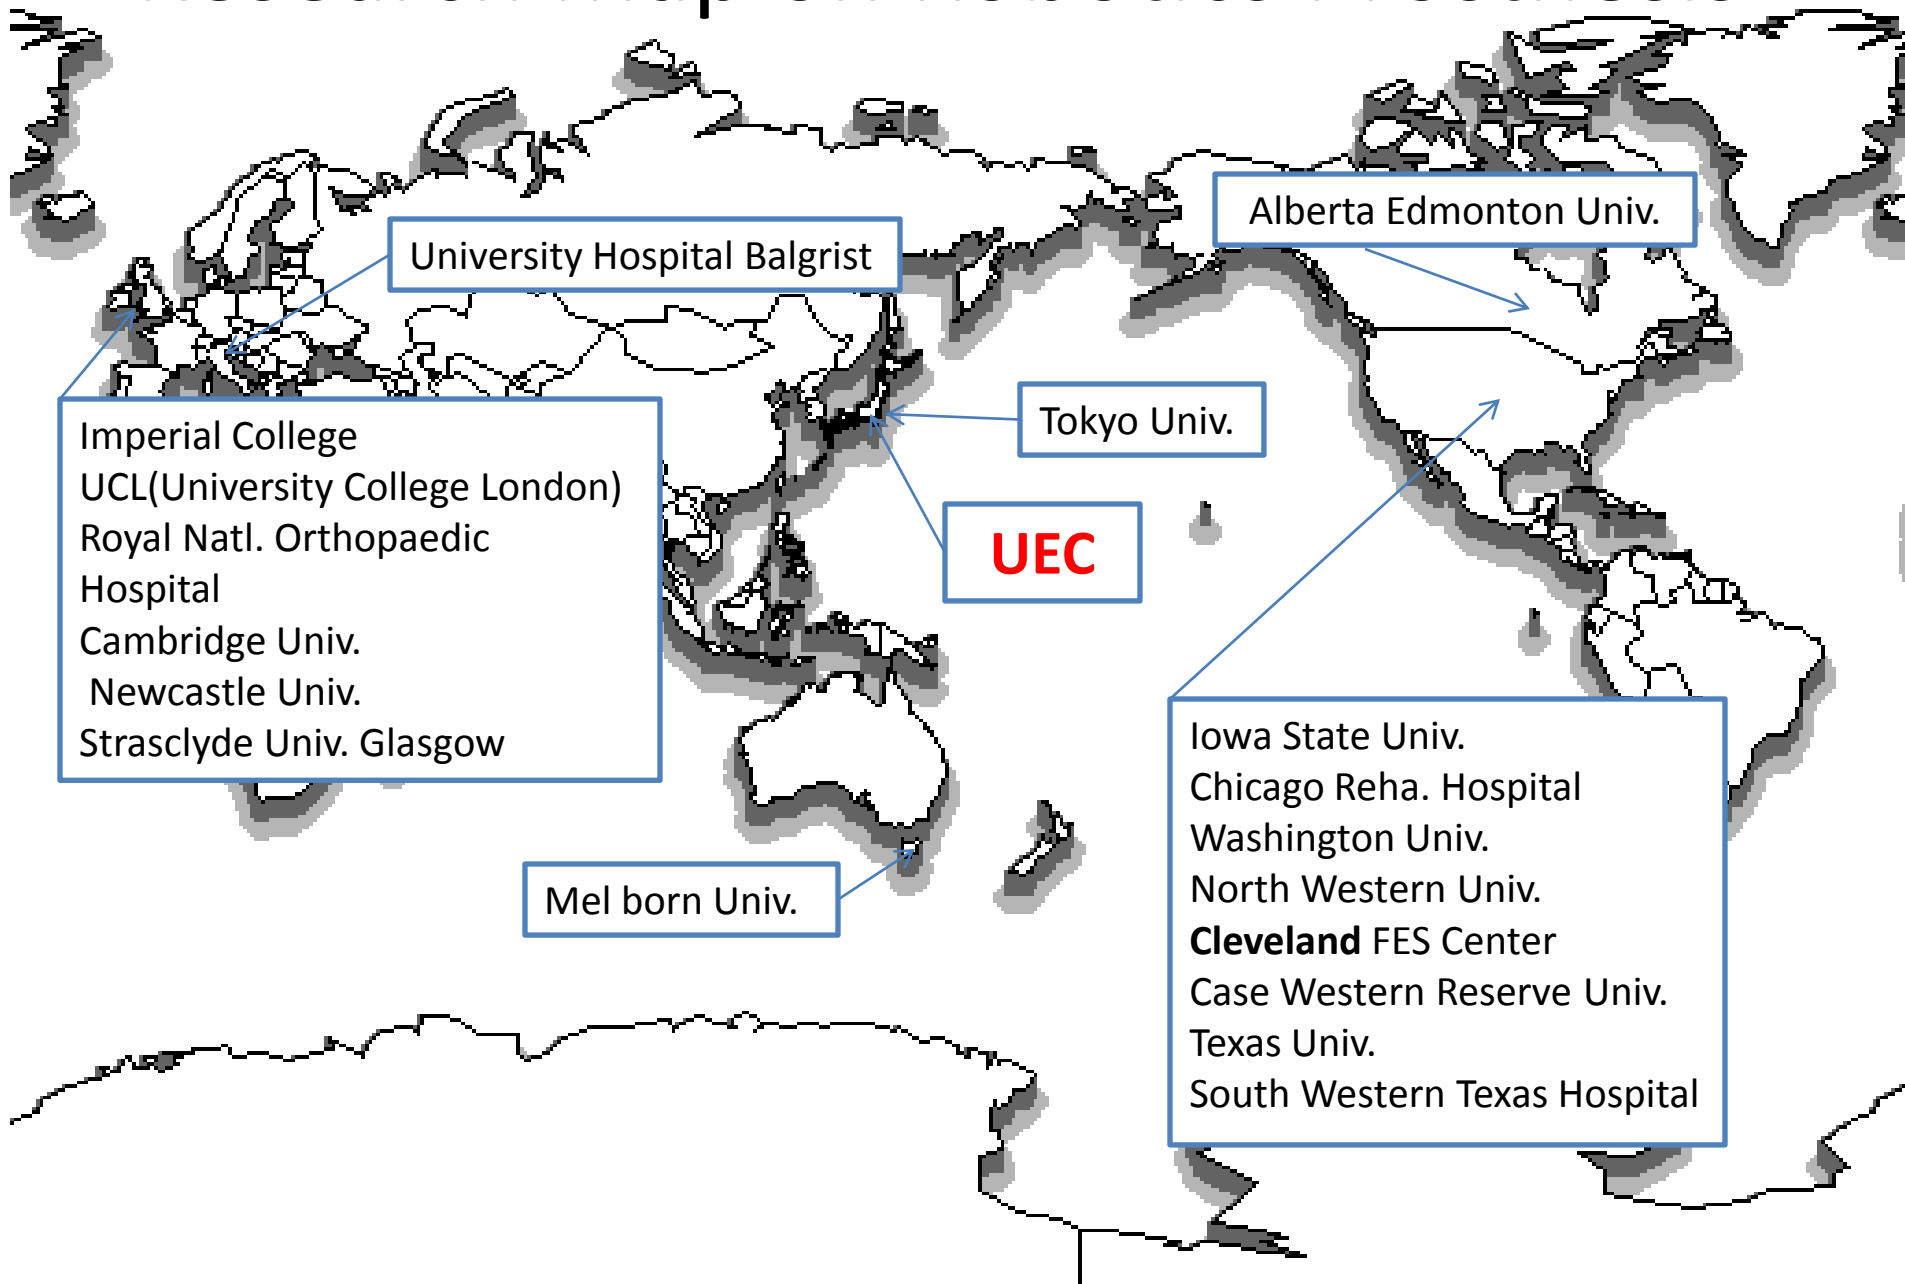 Alberta Edmonton Univ.
University Hospital Balgrist
Tokyo Univ.
Imperial College
UCL(University College London)
Royal Natl. Orthopaedic
Hospital
Cambridge Univ.
Newcastle Univ.
Strasclyde Univ. Glasgow
UEC
Iowa State Univ.
Chicago Reha. Hospital
Washington Univ.
North Western Univ.
Cleveland FES Center
Case Western Reserve Univ.
Texas Univ.
South Western Texas Hospital
Mel born Univ.